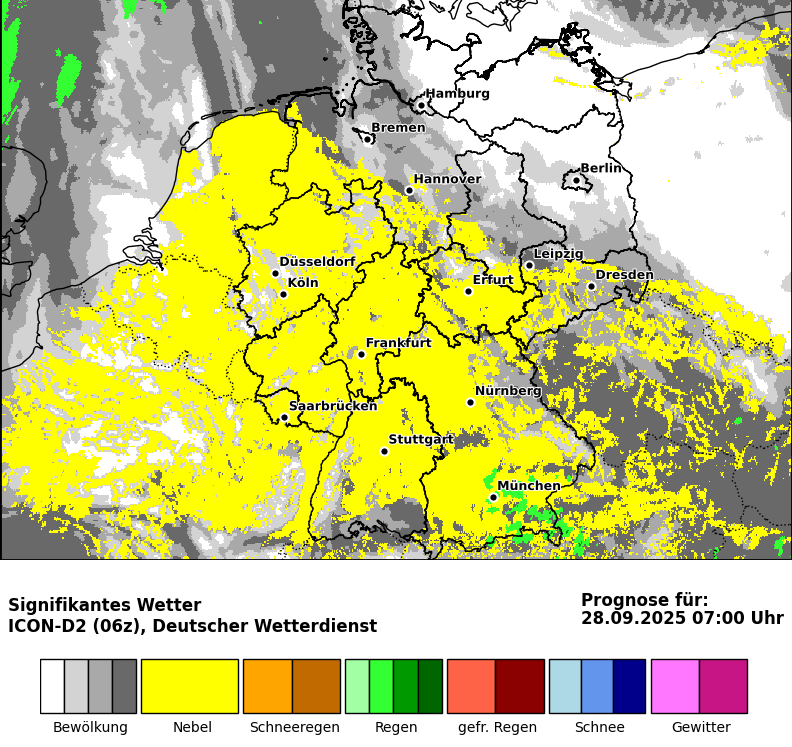 Hamburg
Bremen
Berlin
Hannover
Leipzig
Düsseldorf
Dresden
Köln
Erfurt
Frankfurt
Nürnberg
Saarbrücken
Stuttgart
München
Signifikantes Wetter
ICON-D2 (06z), Deutscher Wetterdienst
Prognose für:
28.09.2025 07:00 Uhr
Bewölkung Nebel Schneeregen Regen gefr. Regen Schnee Gewitter